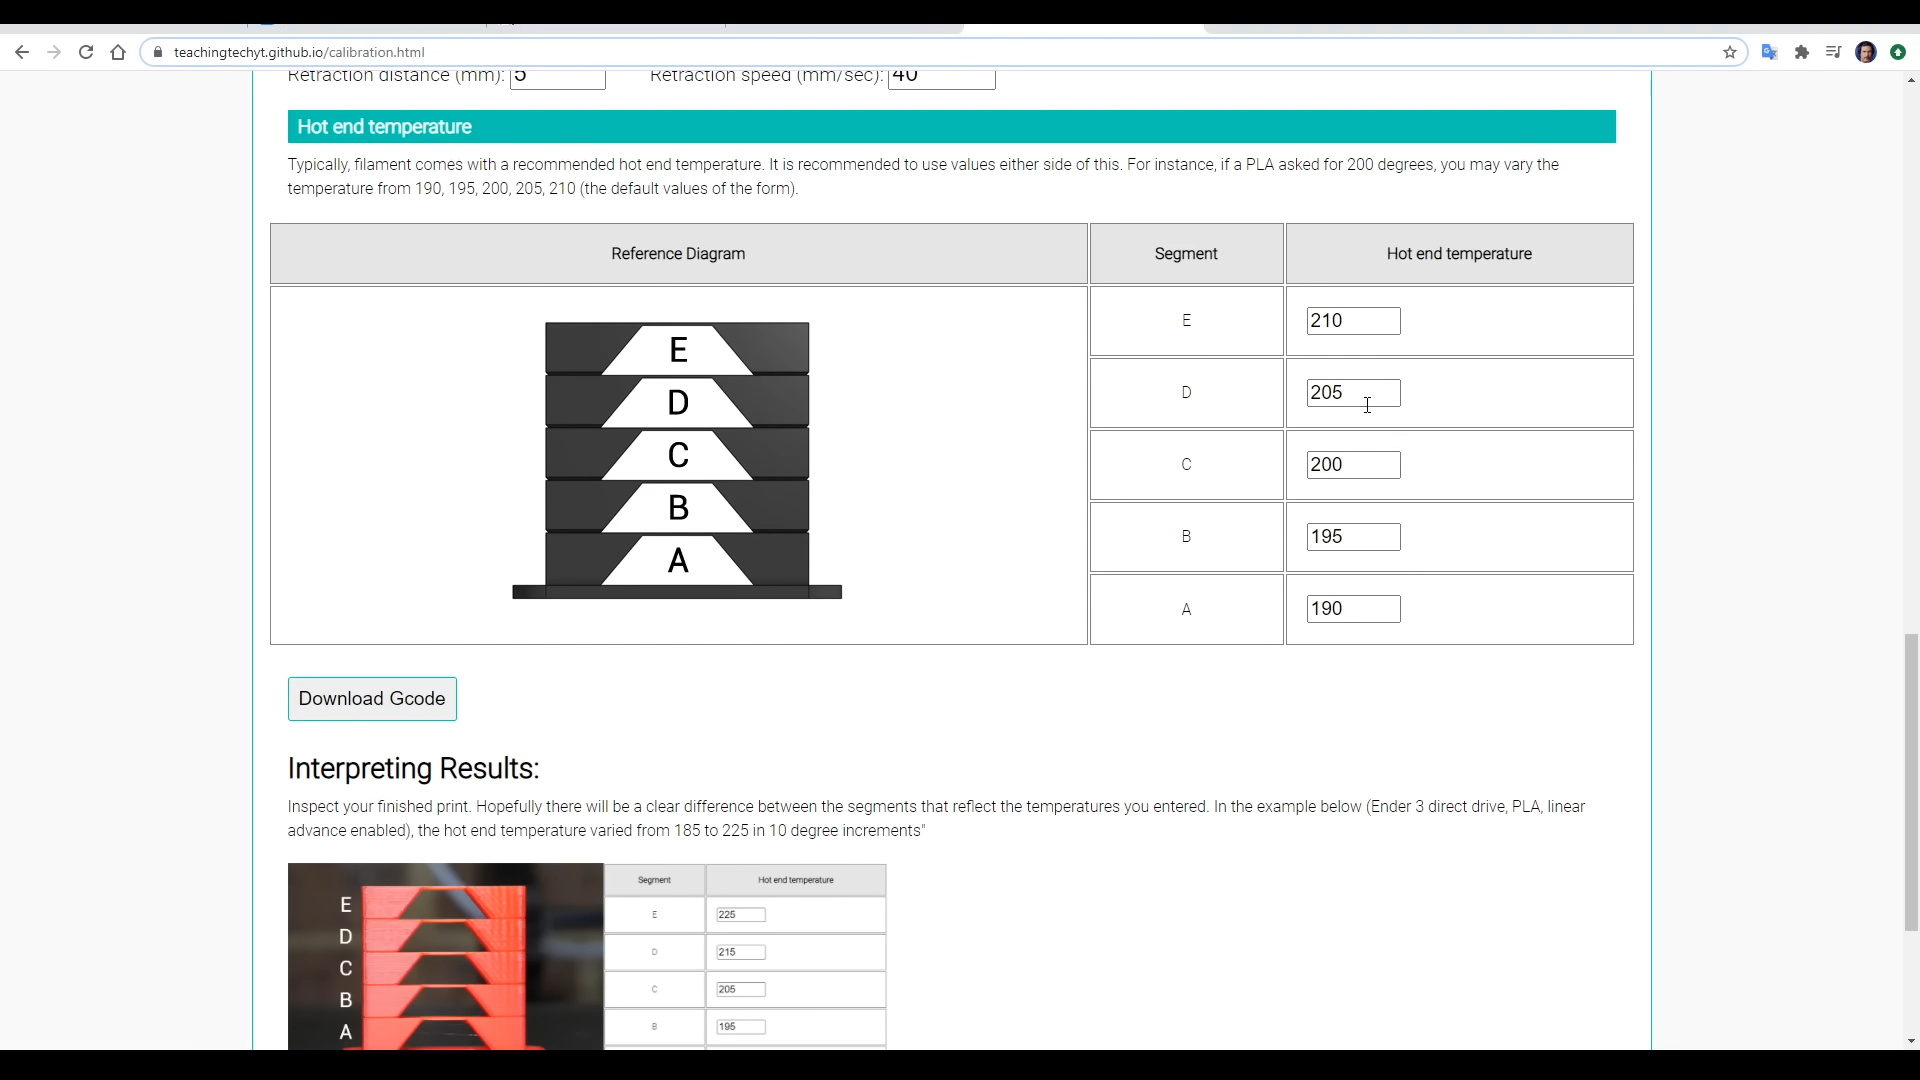 teachingtechyt.github.io/calibration.html
Retraction distance (mm): 5 Retraction speed (mm/sec): 40
Hot end temperature
Typically, filament comes with a recommended hot end temperature. It is recommended to use values either side of this. For instance, if a PLA asked for 200 degrees, you may vary the
temperature from 190, 195, 200, 205, 210 (the default values of the form).
Reference Diagram Segment Hot end temperature
E
D
C
B
A
E 210
D 205
C 200
B 195
A 190
Download Gcode
Interpreting Results:
Inspect your finished print. Hopefully there will be a clear difference between the segments that reflect the temperatures you entered. In the example below (Ender 3 direct drive, PLA, linear
advance enabled), the hot end temperature varied from 185 to 225 in 10 degree increments"
E
D
C
B
A
Segment Hot end temperature
E 225
D 215
C 205
B 195